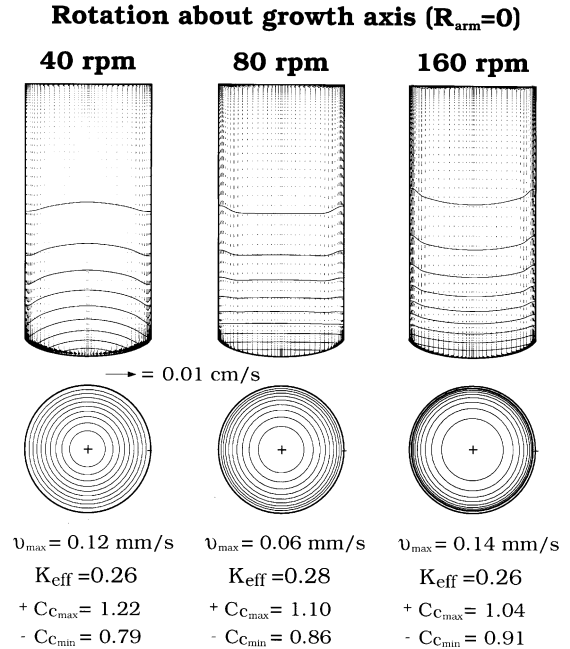 Rotation about growth axis (Rarm=0)
40 rpm 80 rpm 160 rpm
= 0.01 cm/s
υmax = 0.12 mm/s υmax = 0.06 mm/s υmax = 0.14 mm/s
Keff =0.26 Keff =0.28 Keff =0.26
+ Ccmax= 1.22 + Ccmax= 1.10 + Ccmax= 1.04
- Ccmin = 0.79 - Ccmin = 0.86 - Ccmin = 0.91